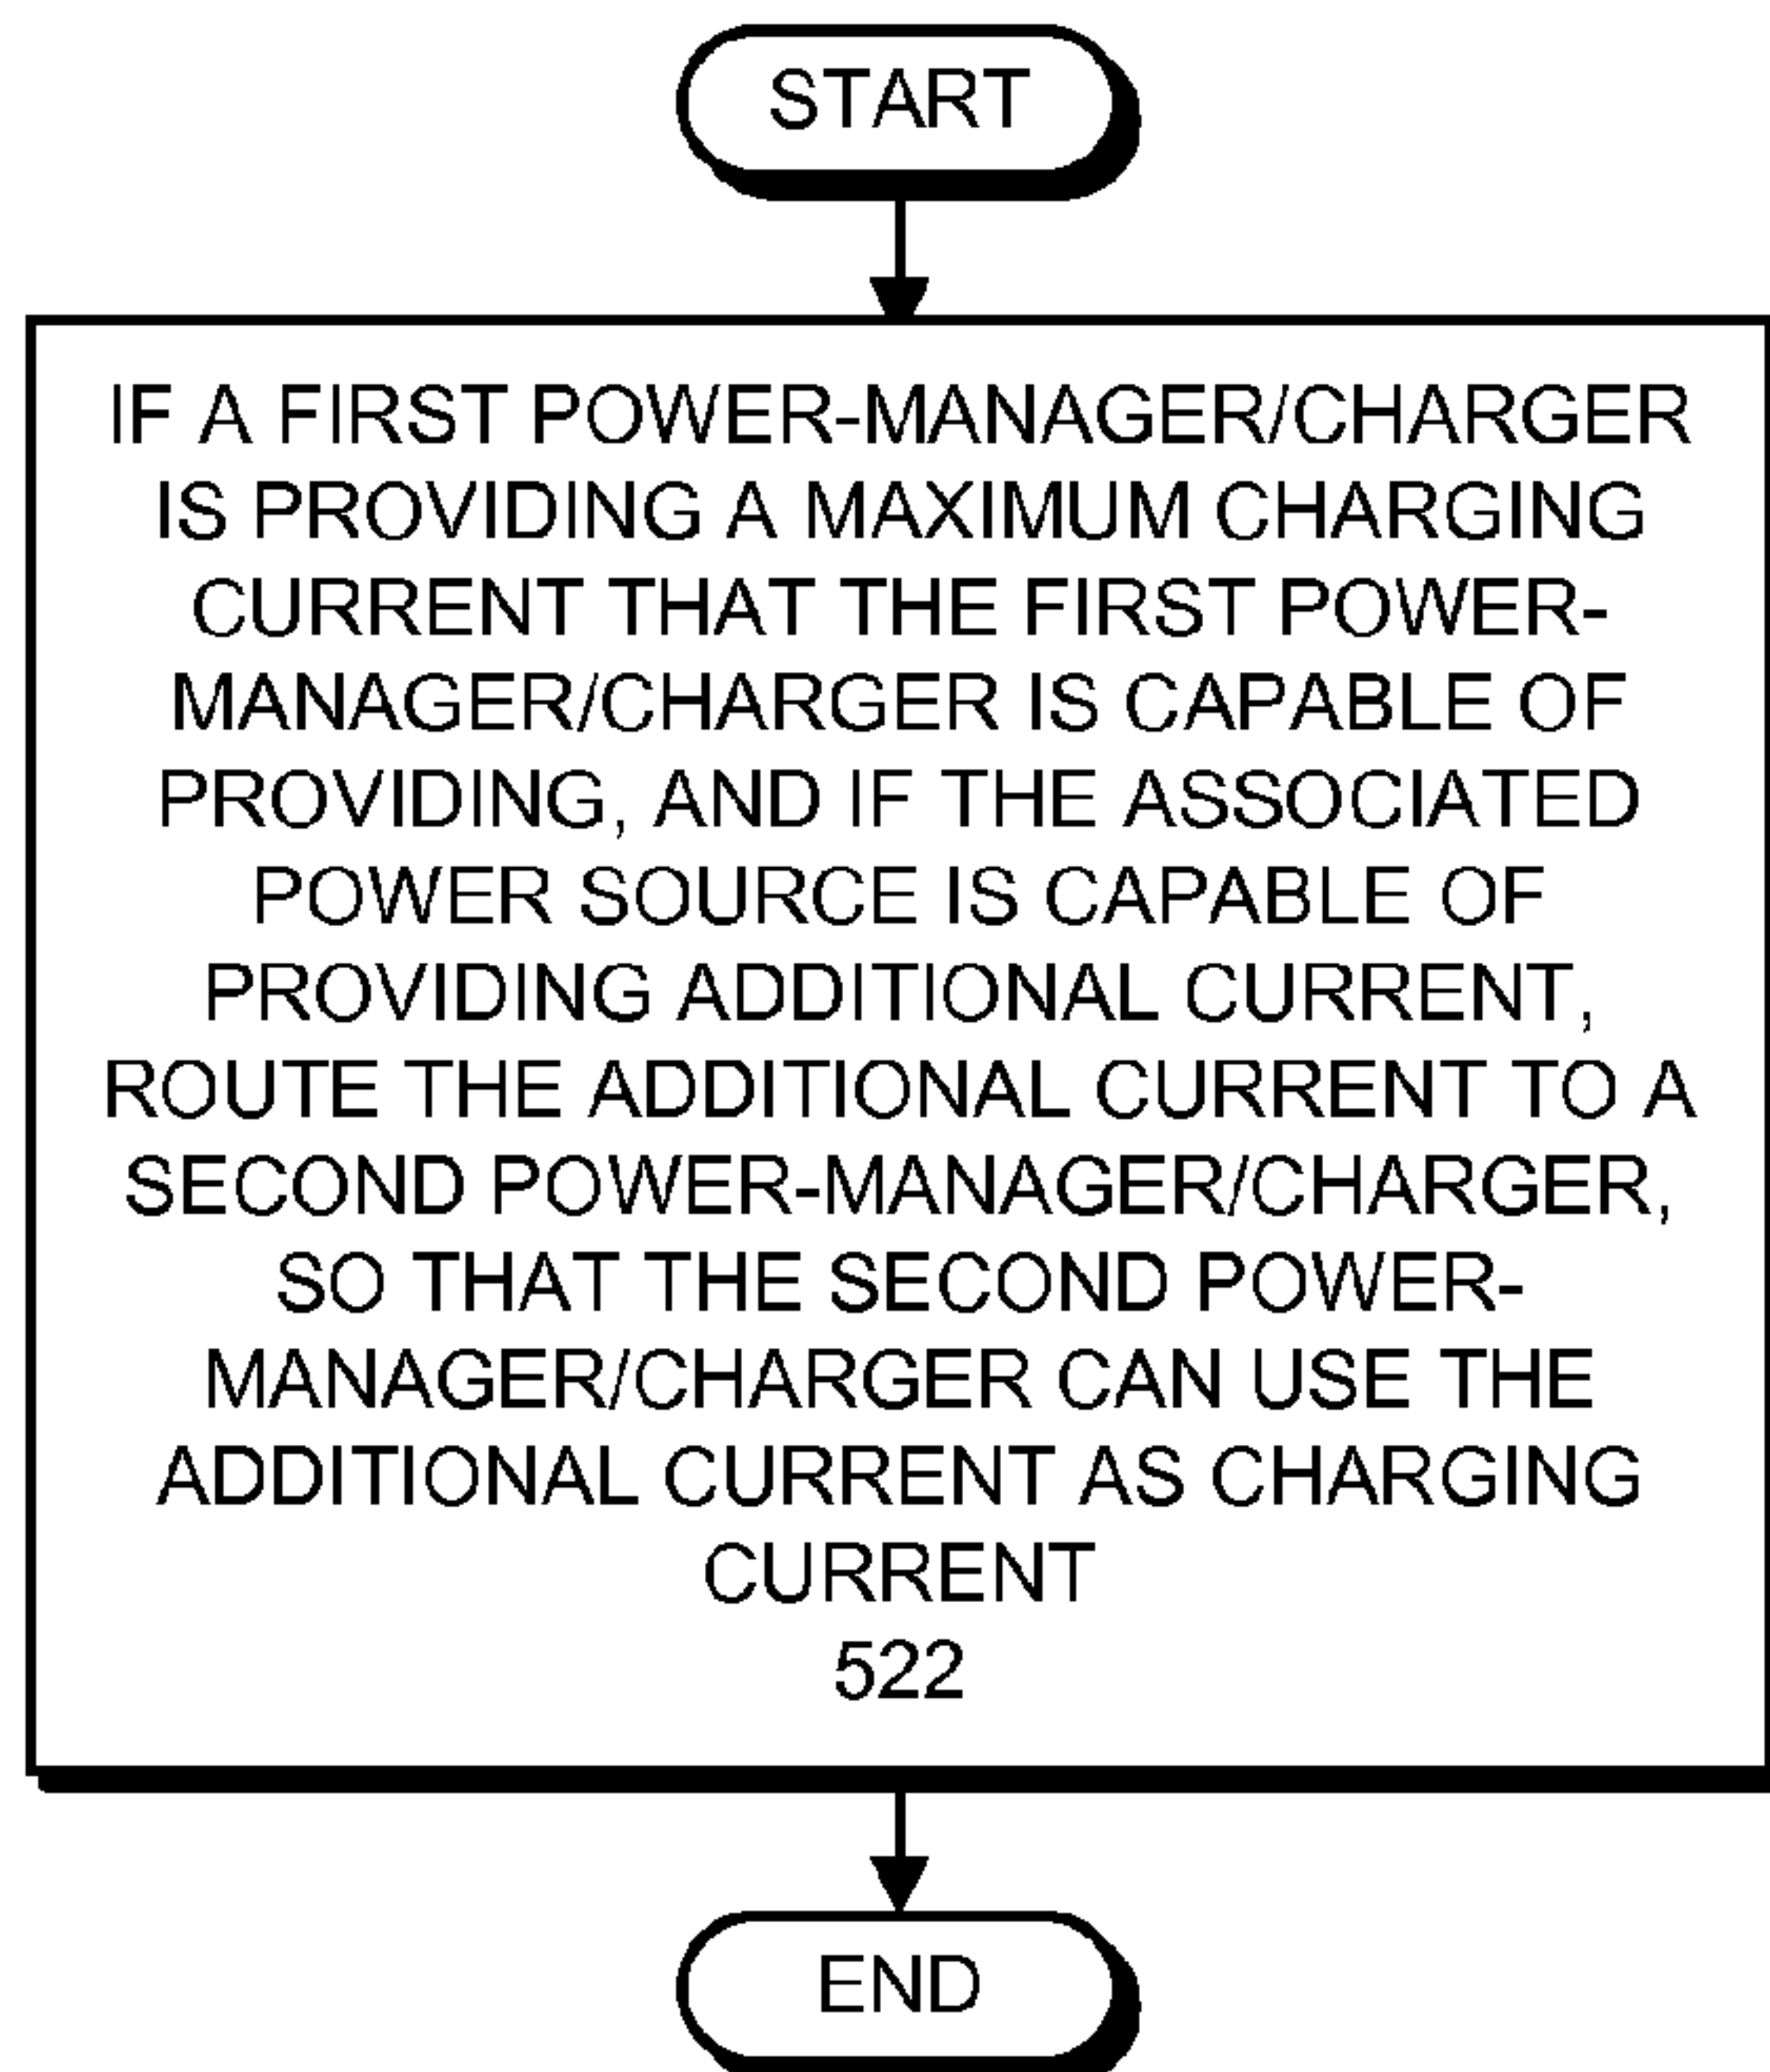 START
IF A FIRST POWER-MANAGER/CHARGER
IS PROVIDING A MAXIMUM CHARGING
CURRENT THAT THE FIRST POWER-
MANAGER/CHARGER IS CAPABLE OF
PROVIDING, AND IF THE ASSOCIATED
POWER SOURCE IS CAPABLE OF
PROVIDING ADDITIONAL CURRENT,
ROUTE THE ADDITIONAL CURRENT TO A
SECOND POWER-MANAGER/CHARGER,
SO THAT THE SECOND POWER-
MANAGER/CHARGER CAN USE THE
ADDITIONAL CURRENT AS CHARGING
CURRENT
522
END